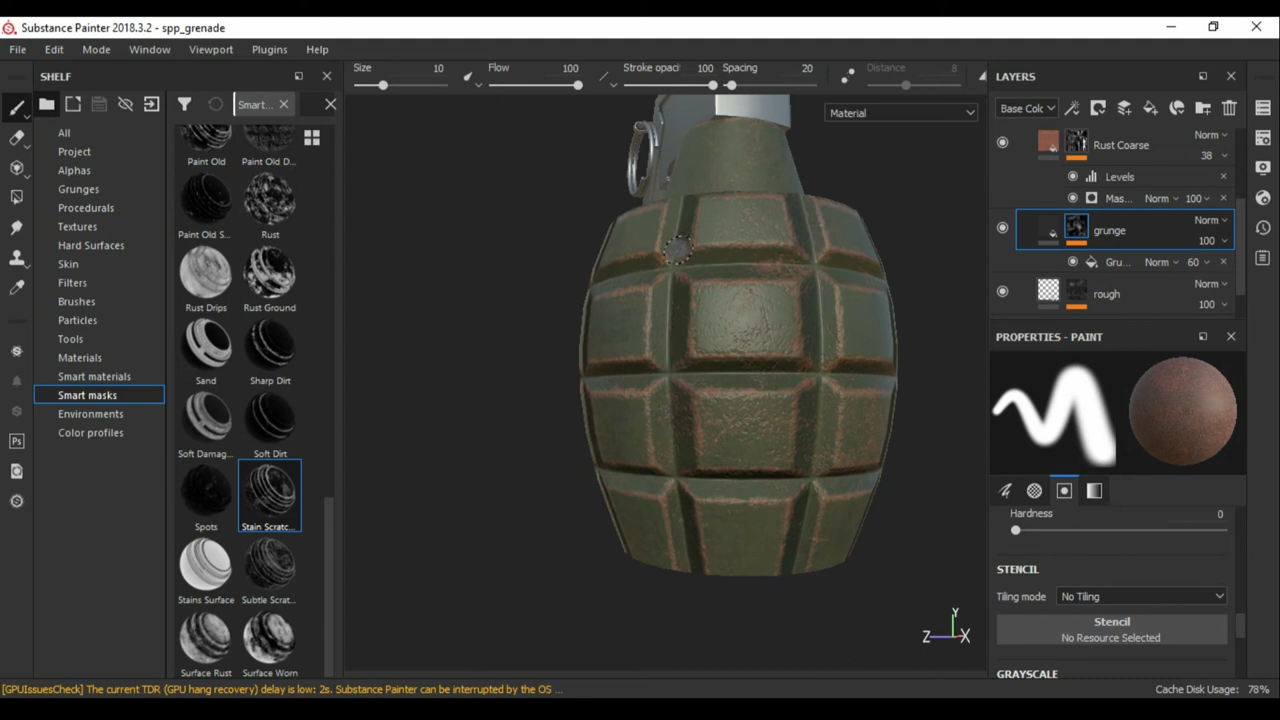 Substance Painter 2018.3.2 - spp_grenade
File Edit Mode Window Viewport Plugins Help
SHELF
Smart...
All
Project
Alphas
Grunges
Procedurals
Textures
Hard Surfaces
Skin
Filters
Brushes
Particles
Tools
Materials
Smart materials
Smart masks
Environments
Color profiles
Paint Old Paint Old D...
Paint Old S... Rust
Rust Drips Rust Ground
Sand Sharp Dirt
Soft Damag... Soft Dirt
Spots Stain Scratc...
Stains Surface Subtle Scrat...
Surface Rust Surface Worn
Size 10 Flow 100 Stroke opaci 100 Spacing 20 Distance 8
Material
Y
Z X
LAYERS
Base Col
Norm
Rust Coarse
38
Levels
Mas... Norm 100
Norm
grunge
100
Gru... Norm 60
Norm
rough
100
PROPERTIES - PAINT
Hardness 0
STENCIL
Tiling mode No Tiling
Stencil
No Resource Selected
GRAYSCALE
Ps
[GPUIssuesCheck] The current TDR (GPU hang recovery) delay is low: 2s. Substance Painter can be interrupted by the OS ...
Cache Disk Usage: 78%